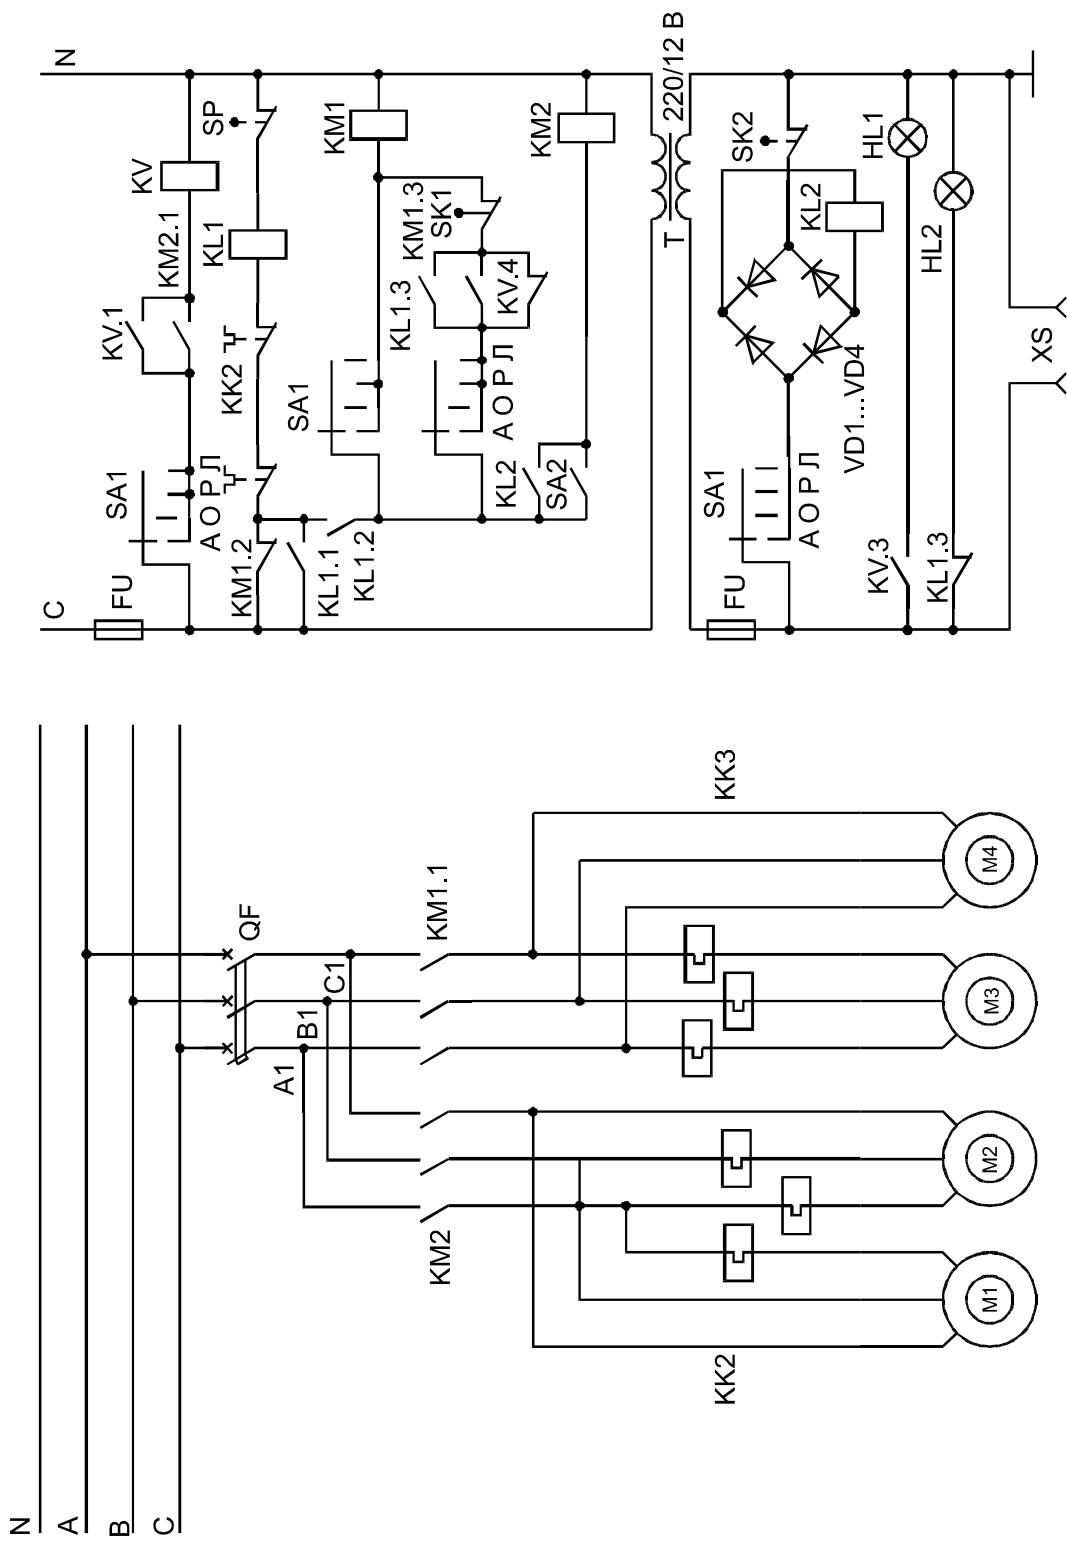 N
A
B
C
QF
A1
B1
C1
KM1.1
KM2
KK2
KK3
M1
M2
M3
M4
C
N
FU
SA1
А О Р Л
KV.1
KM2.1
KV
KM1.2
KK2
KL1
SP
KL1.1
KL1.2
SA1
KM1
А О Р Л
KL1.3
KM1.3
SK1
KV.4
KL2
SA2
KM2
T
220/12 В
FU
SA1
А О Р Л
VD1...VD4
KL2
SK2
KV.3
HL1
KL1.3
HL2
XS